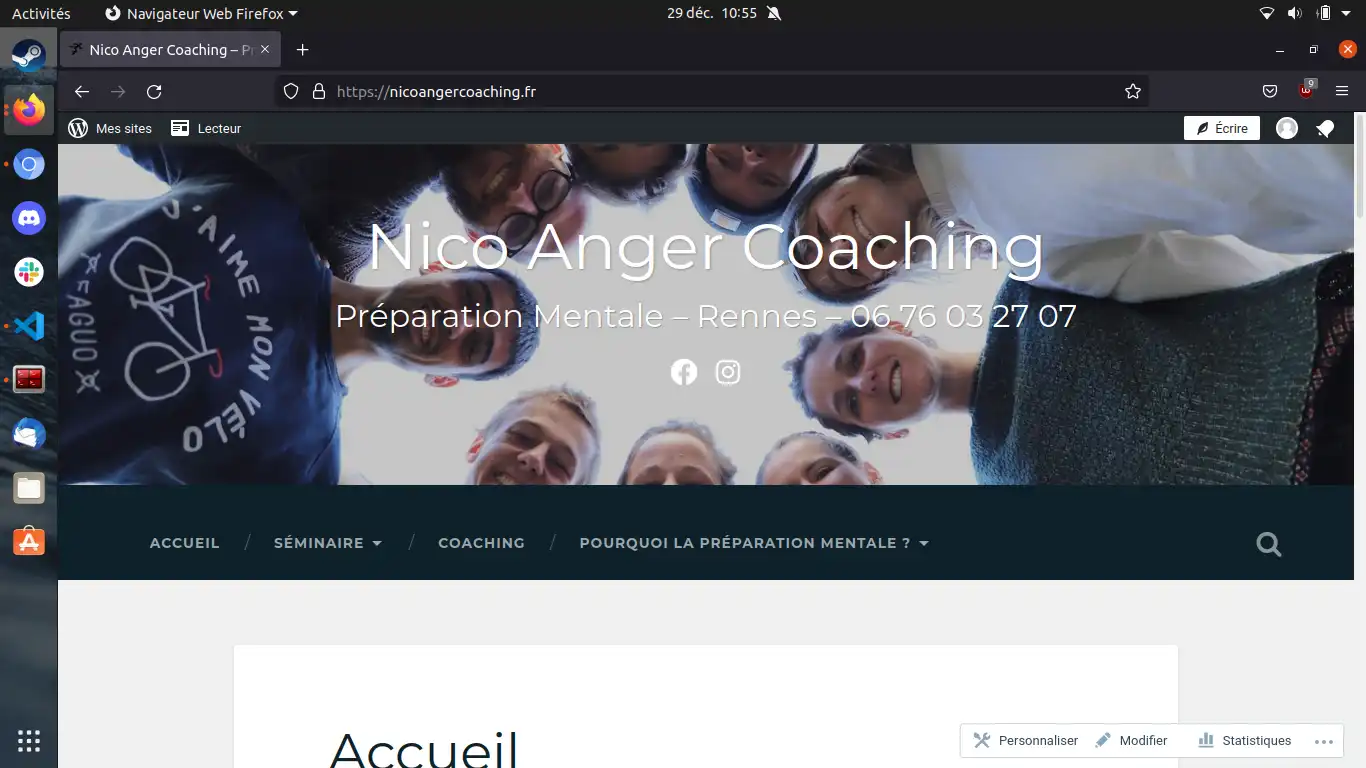 Activités Navigateur Web Firefox 29 déc. 10:55
Nico Anger Coaching – Pr
https://nicoangercoaching.fr 9
Mes sites Lecteur Écrire
J'AIME MON VÉLO
FAGUO
Nico Anger Coaching
Préparation Mentale – Rennes – 06 76 03 27 07
ACCUEIL / SÉMINAIRE / COACHING / POURQUOI LA PRÉPARATION MENTALE ?
Accueil
Personnaliser Modifier Statistiques ...